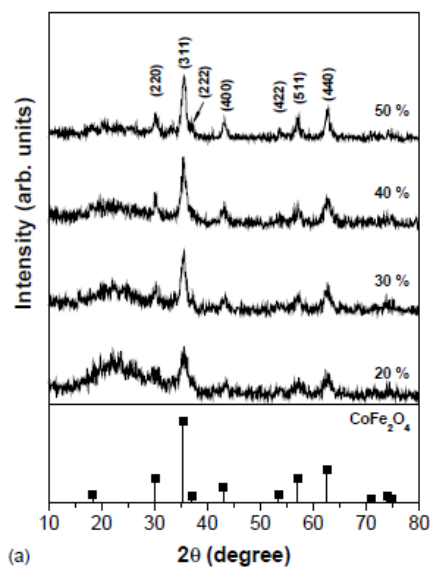 (220)
(311)
(222)
(400)
(422)
(511)
(440)
50 %
40 %
30 %
20 %
Intensity (arb. units)
CoFe₂O₄
10 20 30 40 50 60 70 80
(a) 2θ (degree)